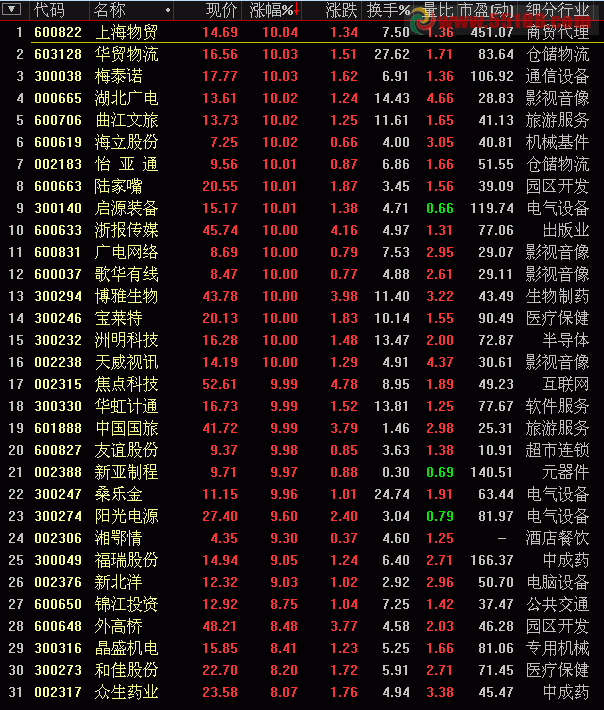 代码 名称 现价 涨幅%↓ 涨跌 换手% 量比 市盈(动) 细分行业
1 600822 上海物贸 14.69 10.04 1.34 7.50 1.36 451.07 商贸代理
2 603128 华贸物流 16.56 10.03 1.51 27.62 1.71 83.64 仓储物流
3 300038 梅泰诺 17.77 10.03 1.62 6.91 1.36 106.92 通信设备
4 000665 湖北广电 13.61 10.02 1.24 14.43 4.66 28.83 影视音像
5 600706 曲江文旅 13.73 10.02 1.25 11.61 1.65 41.13 旅游服务
6 600619 海立股份 7.25 10.02 0.66 4.00 3.05 40.81 机械基件
7 002183 怡 亚 通 9.56 10.01 0.87 6.86 1.66 51.55 仓储物流
8 600663 陆家嘴 20.55 10.01 1.87 3.45 1.56 39.09 园区开发
9 300140 启源装备 15.17 10.01 1.38 4.71 0.66 119.74 电气设备
10 600633 浙报传媒 45.74 10.00 4.16 4.97 1.31 77.06 出版业
11 600831 广电网络 8.69 10.00 0.79 7.53 2.95 29.07 影视音像
12 600037 歌华有线 8.47 10.00 0.77 4.88 2.61 29.11 影视音像
13 300294 博雅生物 43.78 10.00 3.98 11.40 3.22 43.49 生物制药
14 300246 宝莱特 20.13 10.00 1.83 10.14 1.55 90.49 医疗保健
15 300232 洲明科技 16.28 10.00 1.48 13.47 2.00 72.87 半导体
16 002238 天威视讯 14.19 10.00 1.29 4.91 4.37 30.61 影视音像
17 002315 焦点科技 52.61 9.99 4.78 8.95 1.89 49.23 互联网
18 300330 华虹计通 16.73 9.99 1.52 13.81 1.25 77.67 软件服务
19 601888 中国国旅 41.72 9.99 3.79 1.46 2.98 25.31 旅游服务
20 600827 友谊股份 9.37 9.98 0.85 3.63 1.38 10.91 超市连锁
21 002388 新亚制程 9.71 9.97 0.88 0.30 0.69 140.51 元器件
22 300247 桑乐金 11.15 9.96 1.01 24.74 1.91 63.44 电气设备
23 300274 阳光电源 27.40 9.60 2.40 3.04 0.79 81.97 电气设备
24 002306 湘鄂情 4.35 9.30 0.37 4.60 1.25 – 酒店餐饮
25 300049 福瑞股份 14.94 9.05 1.24 6.40 2.71 166.37 中成药
26 002376 新北洋 12.32 9.03 1.02 2.92 2.96 50.70 电脑设备
27 600650 锦江投资 12.92 8.75 1.04 7.25 1.42 37.47 公共交通
28 600648 外高桥 48.21 8.48 3.77 4.58 2.03 46.28 园区开发
29 300316 晶盛机电 15.85 8.41 1.23 5.25 1.66 81.06 专用机械
30 300273 和佳股份 22.70 8.20 1.72 5.91 2.71 71.45 医疗保健
31 002317 众生药业 23.58 8.07 1.76 4.94 3.38 45.47 中成药